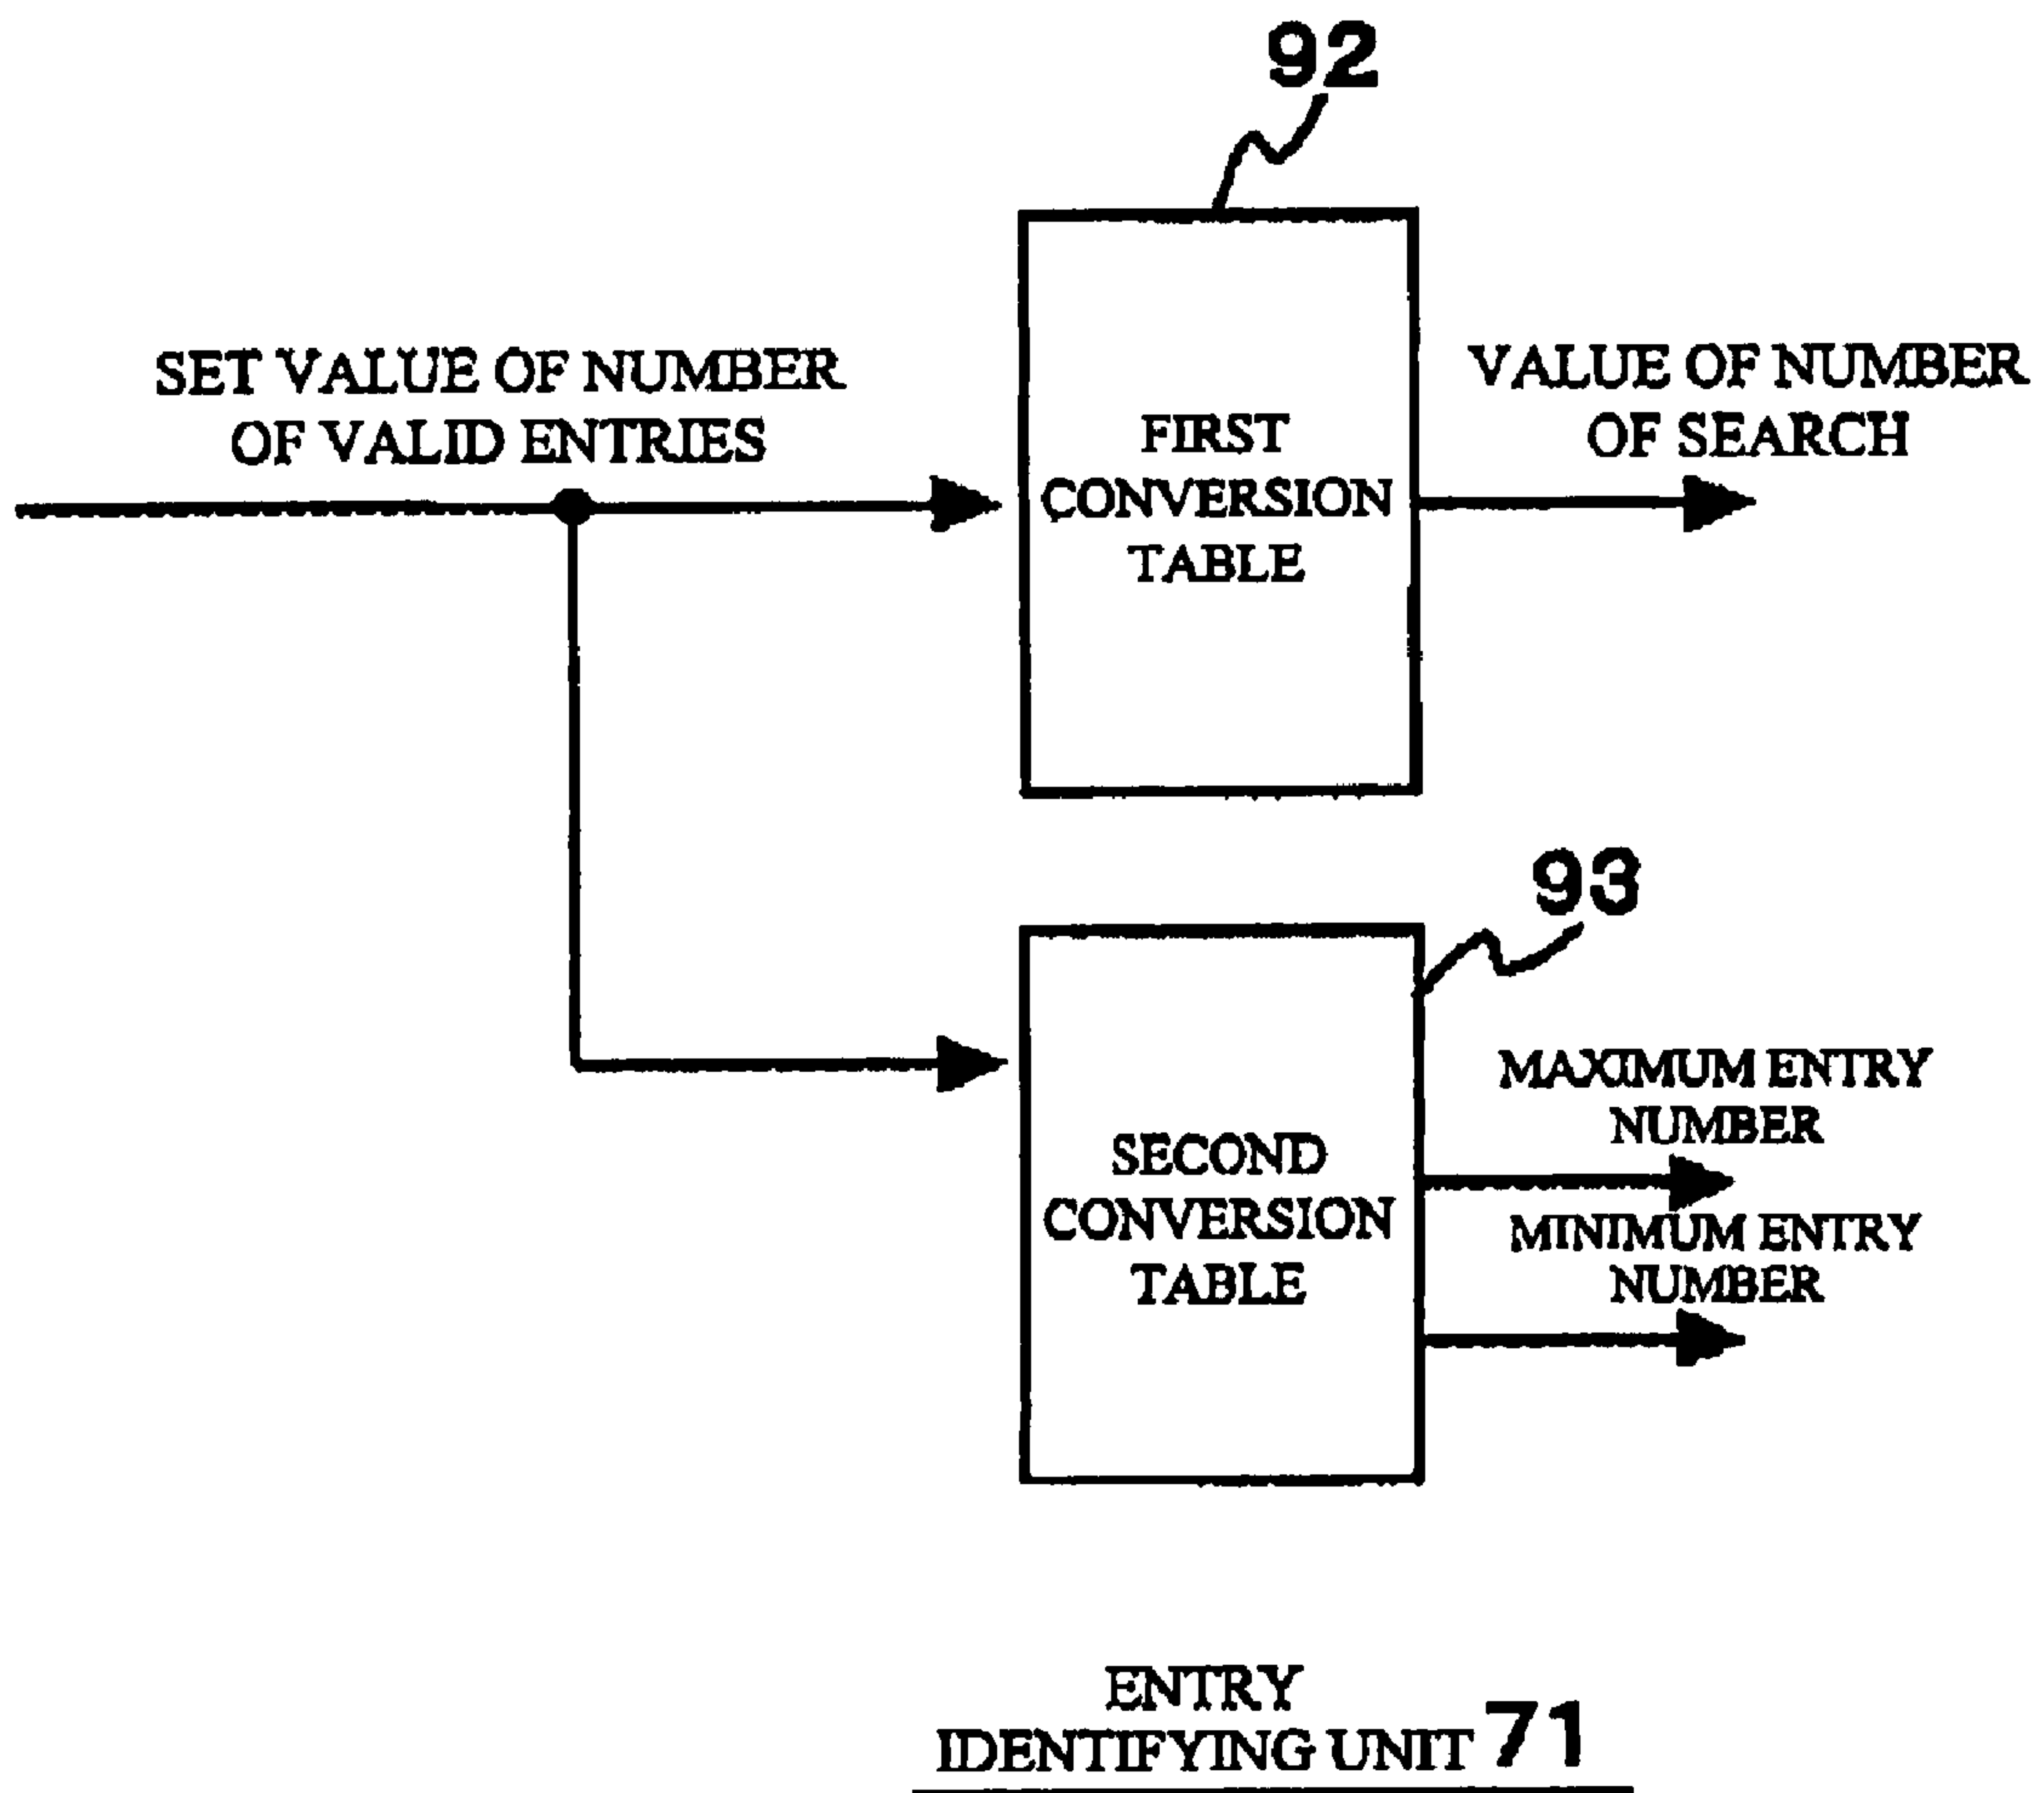 92
SET VALUE OF NUMBER
OF VALID ENTRIES
FIRST
CONVERSION
TABLE
VALUE OF NUMBER
OF SEARCH
93
SECOND
CONVERSION
TABLE
MAXIMUM ENTRY
NUMBER
MINIMUM ENTRY
NUMBER
ENTRY
IDENTIFYING UNIT 71